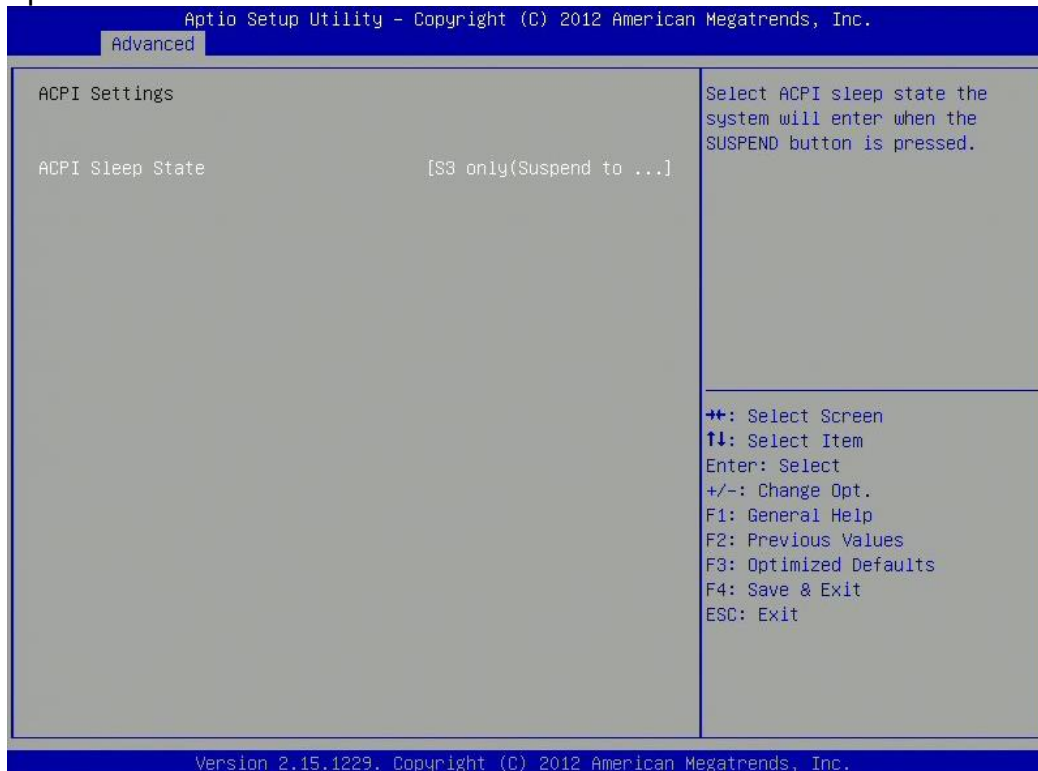 Aptio Setup Utility – Copyright (C) 2012 American Megatrends, Inc.
Advanced
ACPI Settings
ACPI Sleep State [S3 only(Suspend to ...]
Select ACPI sleep state the
system will enter when the
SUSPEND button is pressed.
→←: Select Screen
↑↓: Select Item
Enter: Select
+/-: Change Opt.
F1: General Help
F2: Previous Values
F3: Optimized Defaults
F4: Save & Exit
ESC: Exit
Version 2.15.1229. Copyright (C) 2012 American Megatrends, Inc.